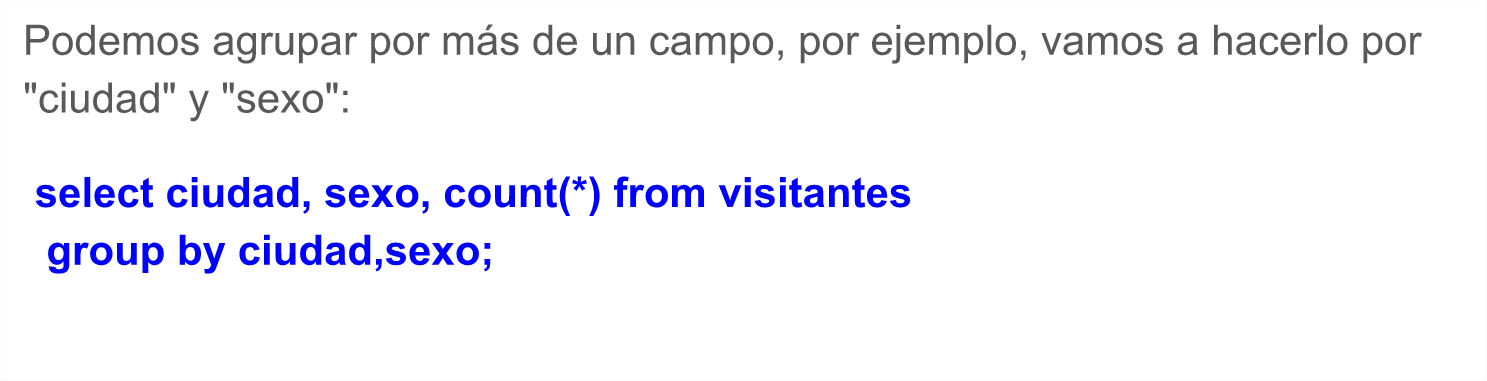 Podemos agrupar por más de un campo, por ejemplo, vamos a hacerlo por
"ciudad" y "sexo":
select ciudad, sexo, count(*) from visitantes
group by ciudad,sexo;